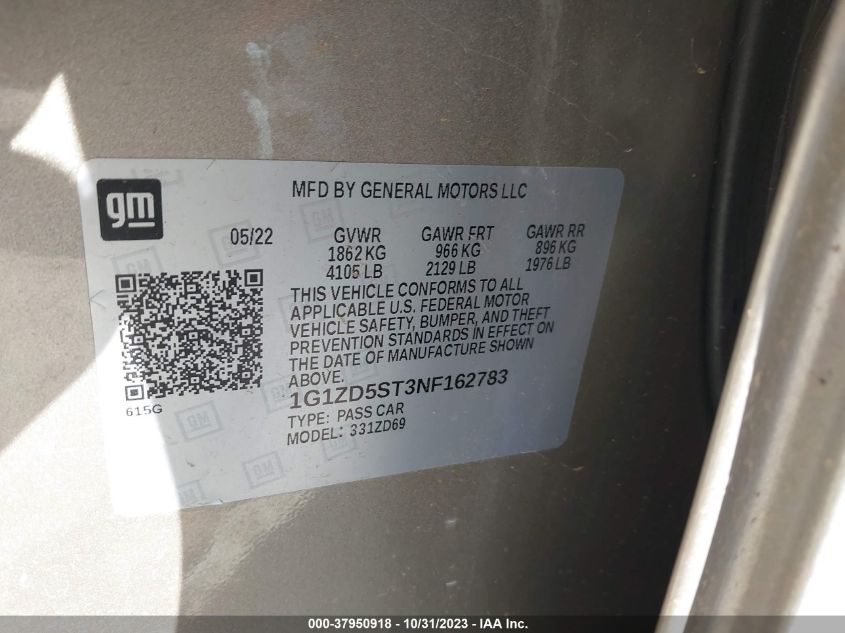 gm
MFD BY GENERAL MOTORS LLC
05/22 GVWR GAWR FRT GAWR RR
1862 KG 966 KG 896 KG
4105 LB 2129 LB 1976 LB
THIS VEHICLE CONFORMS TO ALL
APPLICABLE U.S. FEDERAL MOTOR
VEHICLE SAFETY, BUMPER, AND THEFT
PREVENTION STANDARDS IN EFFECT ON
THE DATE OF MANUFACTURE SHOWN
ABOVE.
1G1ZD5ST3NF162783
615G
TYPE: PASS CAR
MODEL: 331ZD69
000-37950918 - 10/31/2023 - IAA Inc.